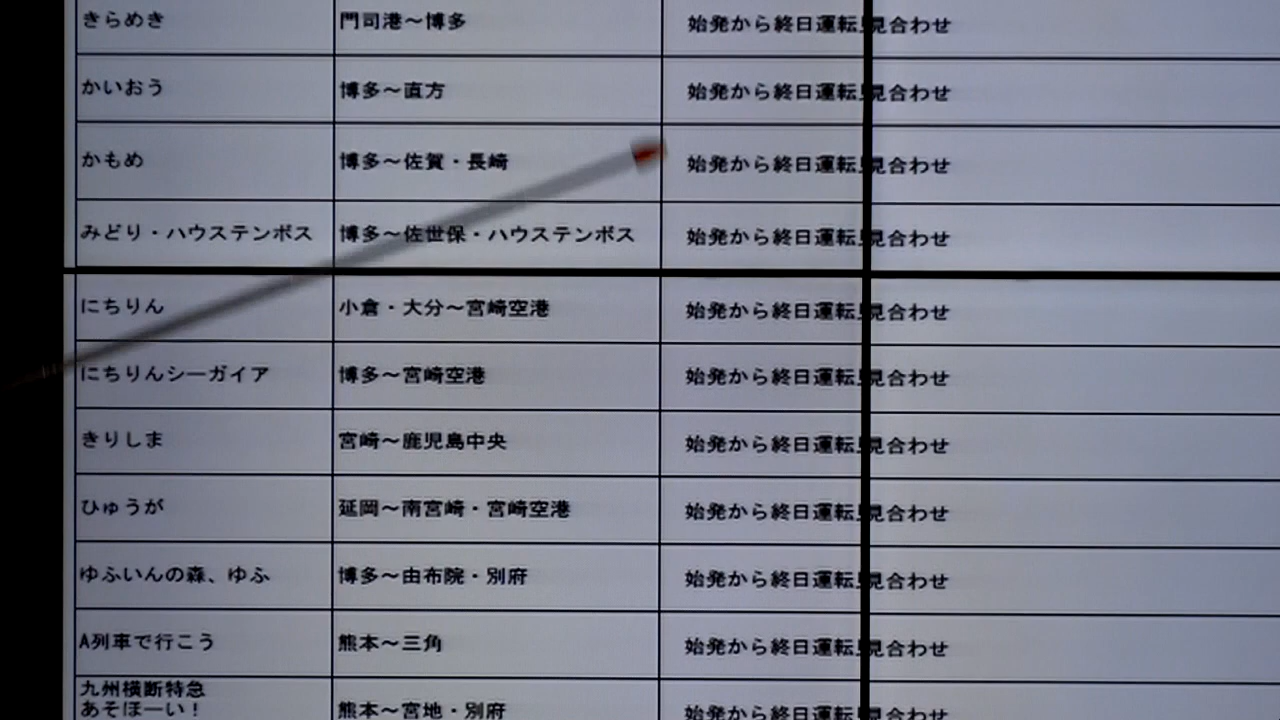 きらめき 門司港～博多 始発から終日運転見合わせ
かいおう 博多～直方 始発から終日運転見合わせ
かもめ 博多～佐賀・長崎 始発から終日運転見合わせ
みどり・ハウステンボス 博多～佐世保・ハウステンボス 始発から終日運転見合わせ
にちりん 小倉・大分～宮崎空港 始発から終日運転見合わせ
にちりんシーガイア 博多～宮崎空港 始発から終日運転見合わせ
きりしま 宮崎～鹿児島中央 始発から終日運転見合わせ
ひゅうが 延岡～南宮崎・宮崎空港 始発から終日運転見合わせ
ゆふいんの森、ゆふ 博多～由布院・別府 始発から終日運転見合わせ
A列車で行こう 熊本～三角 始発から終日運転見合わせ
九州横断特急
あそぼーい！ 熊本～宮地・別府 始発から終日運転見合わせ